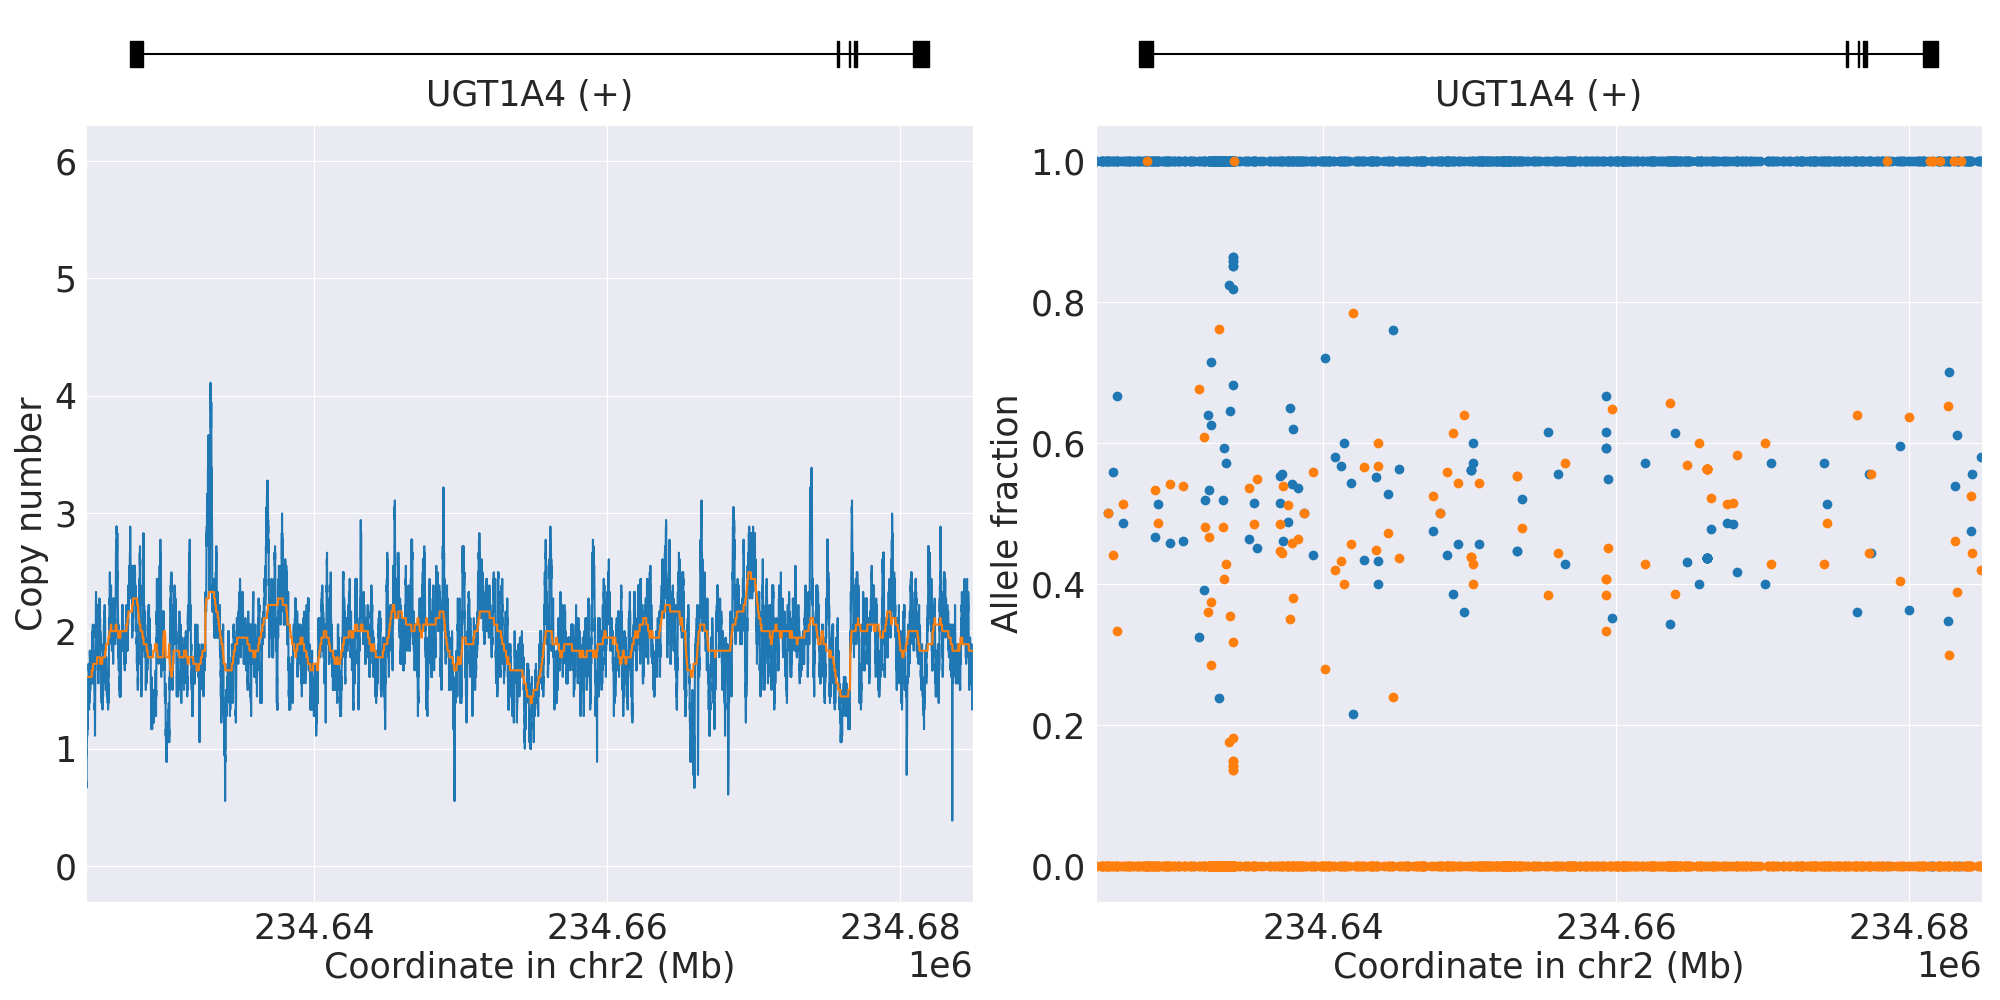 UGT1A4 (+)
6
5
4
3
2
1
0
Copy number
234.64
234.66
234.68
Coordinate in chr2 (Mb)
1e6
UGT1A4 (+)
1.0
0.8
0.6
0.4
0.2
0.0
Allele fraction
234.64
234.66
234.68
Coordinate in chr2 (Mb)
1e6